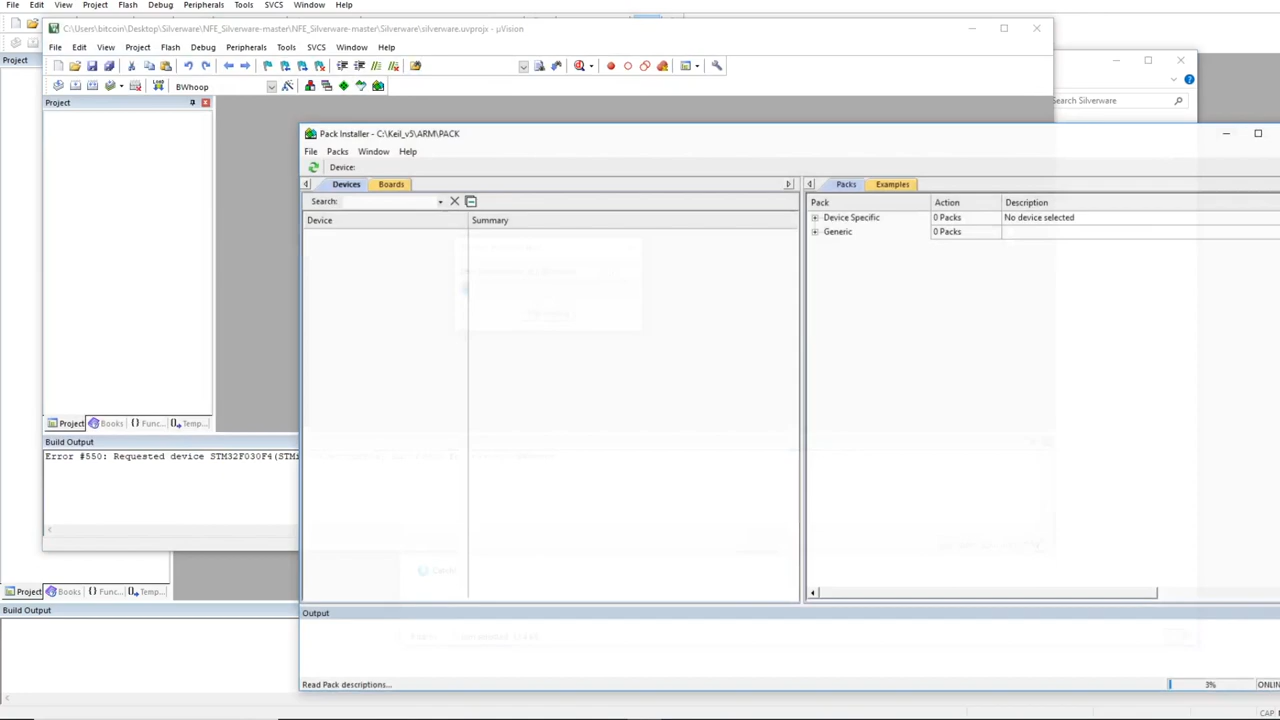 File Edit View Project Flash Debug Peripherals Tools SVCS Window Help
C:\Users\bitcoin\Desktop\Silverware\NFE_Silverware-master\NFE_Silverware-master\Silverware\silverware.uvprojx - µVision
File Edit View Project Flash Debug Peripherals Tools SVCS Window Help
LOAD BWhoop
Project
Project
Search Silverware
Pack Installer - C:\Keil_v5\ARM\PACK
File Packs Window Help
Device:
Devices Boards
Packs Examples
Search:
Device Summary
Pack Action Description
Device Specific 0 Packs No device selected
Generic 0 Packs
Project Books Func... Temp...
Build Output
Error #550: Requested device STM32F030F4(STMi
Project Books Func... Temp...
Build Output
Output
Read Pack descriptions...
3%
ONLIN
CAP